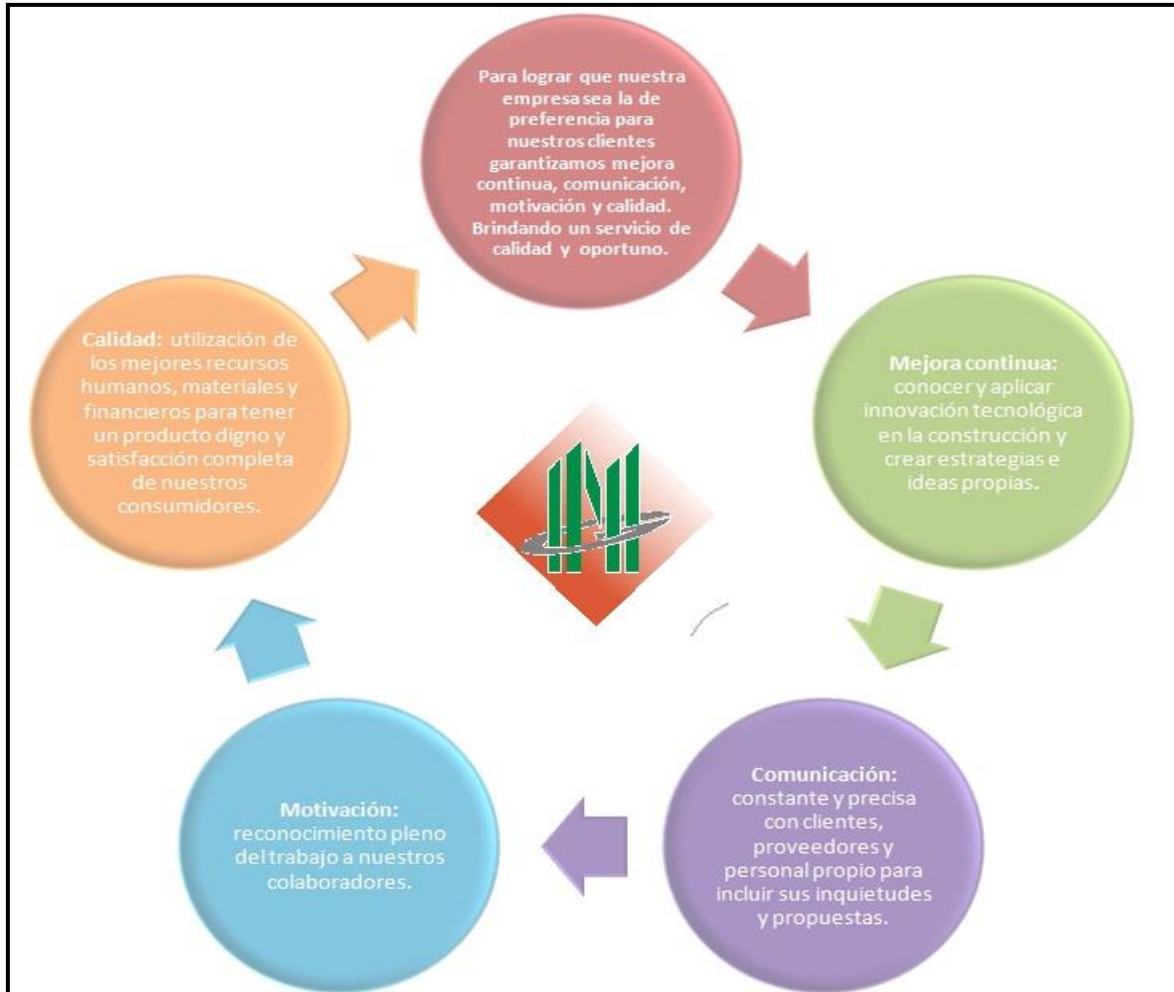 Para lograr que nuestra
empresa sea la de
preferencia para
nuestros clientes
garantizamos mejora
continua, comunicación,
motivación y calidad.
Brindando un servicio de
calidad y oportuno.
Mejora continua:
conocer y aplicar
innovación tecnológica
en la construcción y
crear estrategias e
ideas propias.
Comunicación:
constante y precisa
con clientes,
proveedores y
personal propio para
incluir sus inquietudes
y propuestas.
Motivación:
reconocimiento pleno
del trabajo a nuestros
colaboradores.
Calidad: utilización de
los mejores recursos
humanos, materiales y
financieros para tener
un producto digno y
satisfacción completa
de nuestros
consumidores.